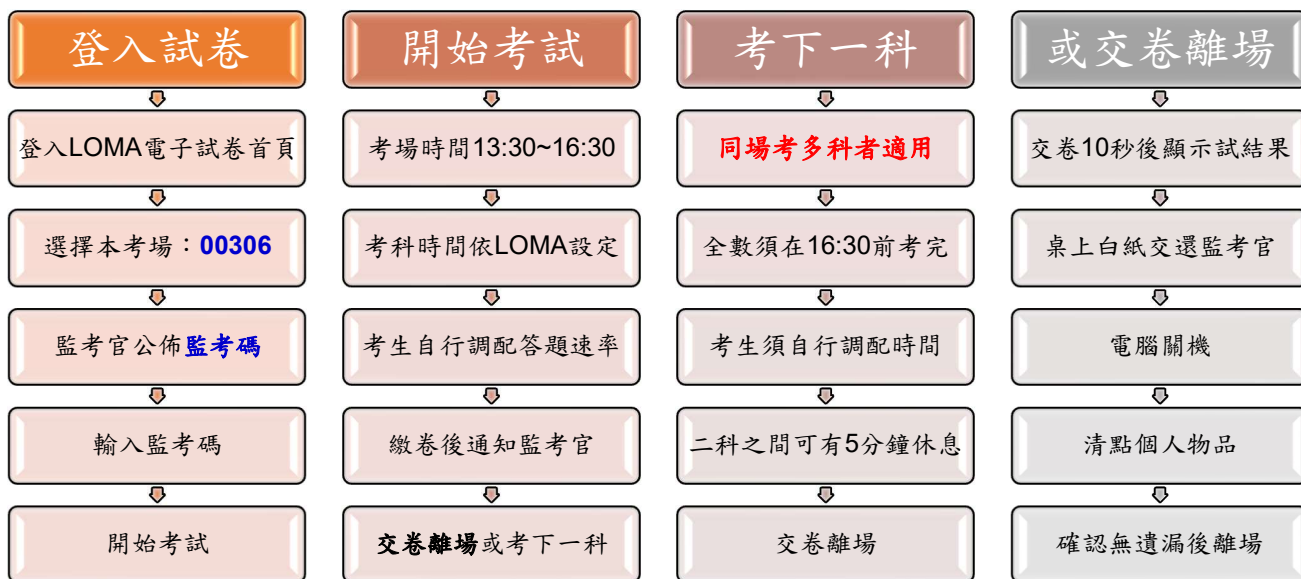 登入試卷
登入LOMA電子試卷首頁
選擇本考場：00306
監考官公佈監考碼
輸入監考碼
開始考試
開始考試
考場時間13:30~16:30
考科時間依LOMA設定
考生自行調配答題速率
繳卷後通知監考官
交卷離場或考下一科
考下一科
同場考多科者適用
全數須在16:30前考完
考生須自行調配時間
二科之間可有5分鐘休息
交卷離場
或交卷離場
交卷10秒後顯示試結果
桌上白紙交還監考官
電腦關機
清點個人物品
確認無遺漏後離場